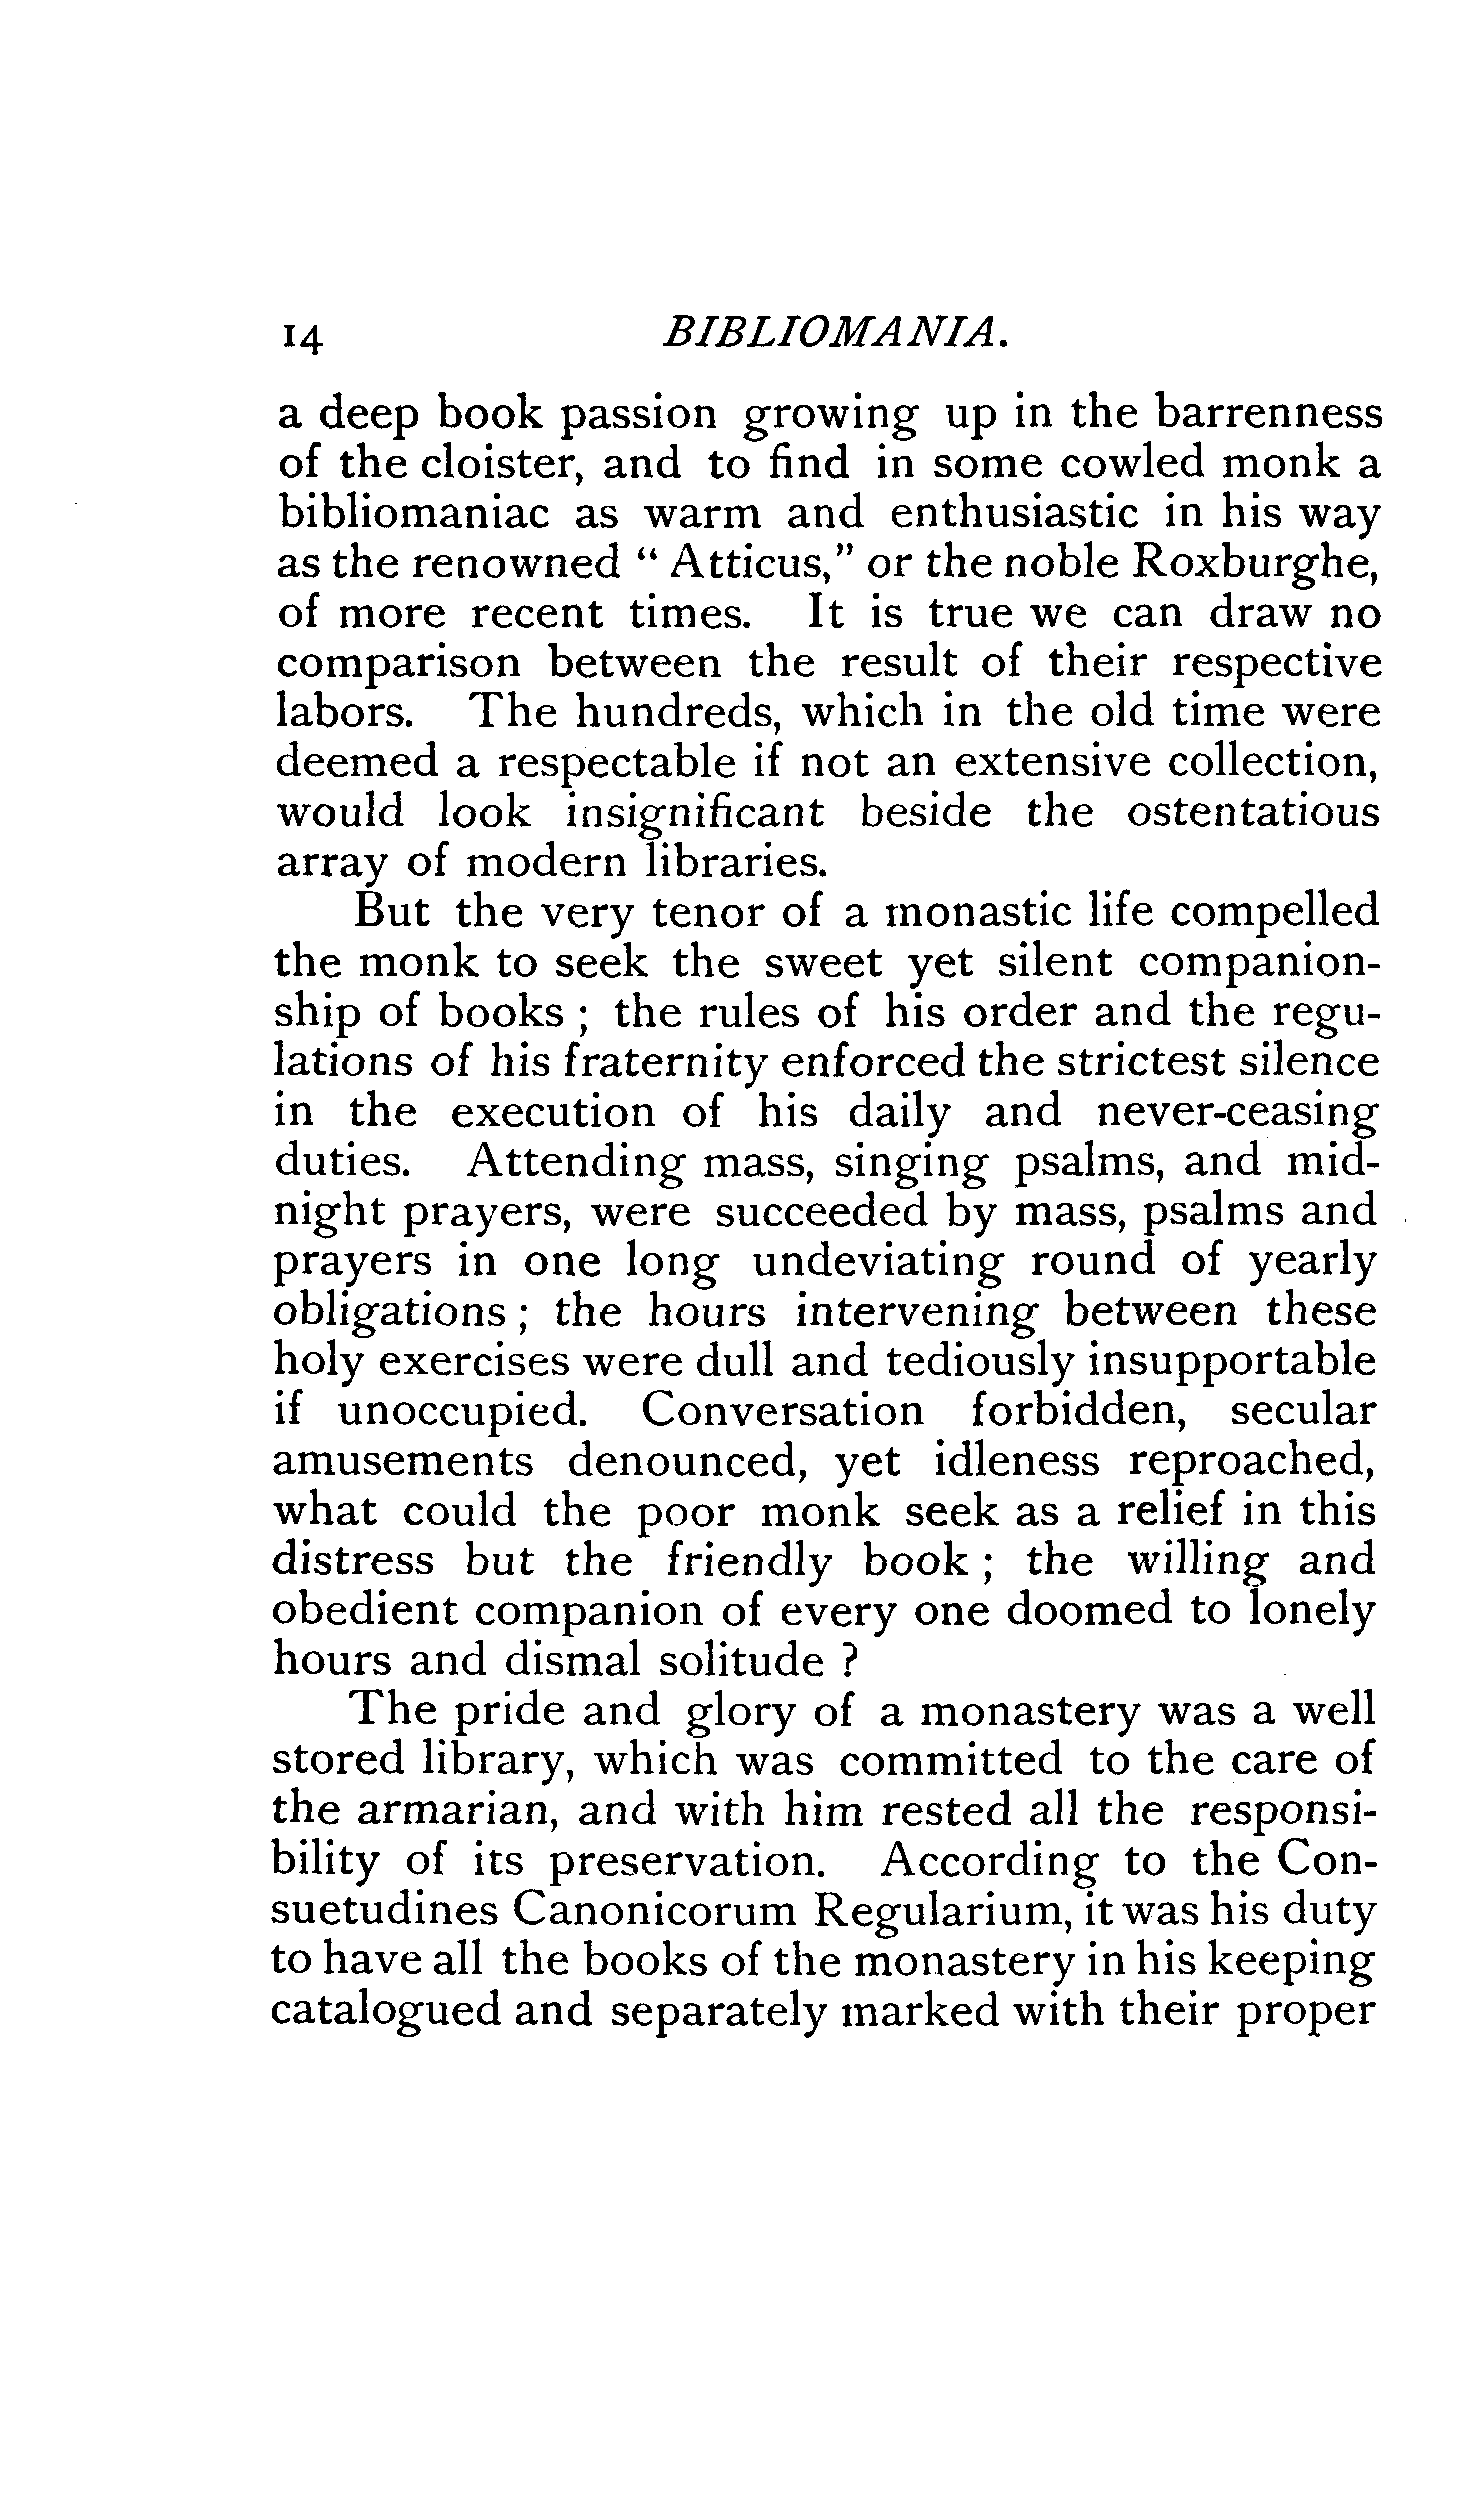 14 BIBLIOMANIA.
a deep book passion growing up in the barrenness
of the cloister, and to find in some cowled monk a
bibliomaniac as warm and enthusiastic in his way
as the renowned “ Atticus,” or the noble Roxburghe,
of more recent times. It is true we can draw no
comparison between the result of their respective
labors. The hundreds, which in the old time were
deemed a respectable if not an extensive collection,
would look insignificant beside the ostentatious
array of modern libraries.
But the very tenor of a monastic life compelled
the monk to seek the sweet yet silent companion-
ship of books ; the rules of his order and the regu-
lations of his fraternity enforced the strictest silence
in the execution of his daily and never-ceasing
duties. Attending mass, singing psalms, and mid-
night prayers, were succeeded by mass, psalms and
prayers in one long undeviating round of yearly
obligations ; the hours intervening between these
holy exercises were dull and tediously insupportable
if unoccupied. Conversation forbidden, secular
amusements denounced, yet idleness reproached,
what could the poor monk seek as a relief in this
distress but the friendly book ; the willing and
obedient companion of every one doomed to lonely
hours and dismal solitude ?
The pride and glory of a monastery was a well
stored library, which was committed to the care of
the armarian, and with him rested all the responsi-
bility of its preservation. According to the Con-
suetudines Canonicorum Regularium, it was his duty
to have all the books of the monastery in his keeping
catalogued and separately marked with their proper